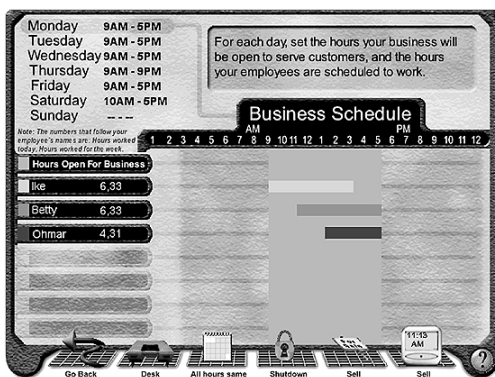 Monday 9AM - 5PM
Tuesday 9AM - 5PM
Wednesday 9AM - 5PM
Thursday 9AM - 9PM
Friday 9AM - 5PM
Saturday 10AM - 5PM
Sunday -- --
For each day, set the hours your business will
be open to serve customers, and the hours
your employees are scheduled to work.
Note: The numbers that follow your
employee's names are: Hours worked
today, Hours worked for the week.
Business Schedule
AM PM
1 2 3 4 5 6 7 8 9 10 11 12 1 2 3 4 5 6 7 8 9 10 11 12
Hours Open For Business
Ike 6,33
Betty 6,33
Ohmar 4,31
11:13
AM
?
Go Back Desk All hours same Shutdown Sell Sell